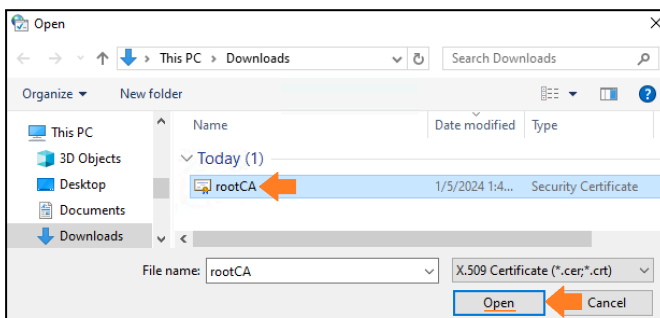 Open
This PC > Downloads
Search Downloads
Organize New folder
This PC
3D Objects
Desktop
Documents
Downloads
Name Date modified Type
Today (1)
rootCA 1/5/2024 1:4... Security Certificate
File name: rootCA X.509 Certificate (*.cer;*.crt)
Open Cancel